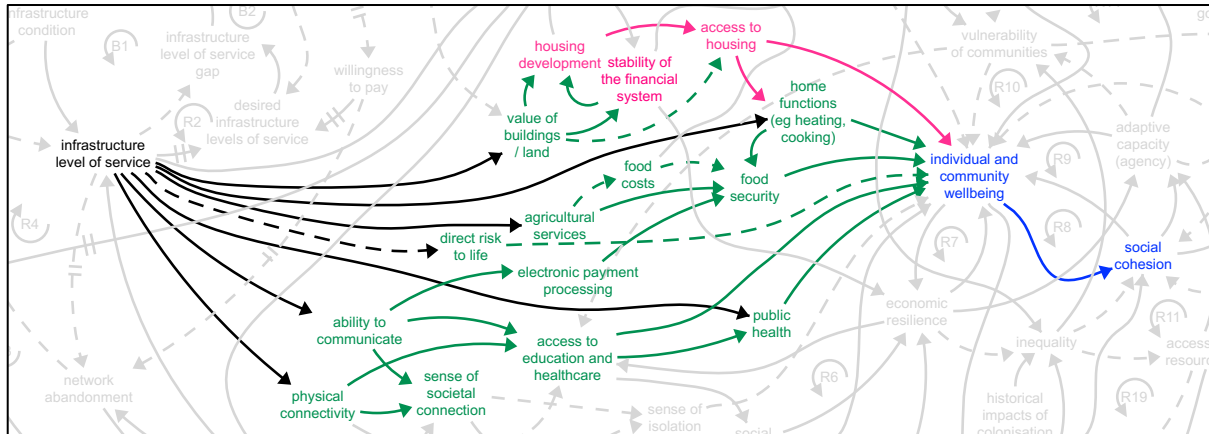 infrastructure
condition
B1
B2
infrastructure
level of service
gap
willingness
to pay
R2
desired
infrastructure
levels of service
infrastructure
level of service
R4
network
abandonment
housing
development
stability
of the financial
system
access to
housing
value of
buildings
/ land
home
functions
(eg heating,
cooking)
food
costs
food
security
agricultural
services
direct risk
to life
electronic payment
processing
ability to
communicate
access to
education and
healthcare
public
health
physical
connectivity
sense of
societal
connection
sense of
isolation
social
vulnerability
of communities
R10
adaptive
capacity
(agency)
R9
individual and
community
wellbeing
R8
R7
social
cohesion
economic
resilience
R11
inequality
access
resour
R6
historical
impacts of
colonisation
R19
go